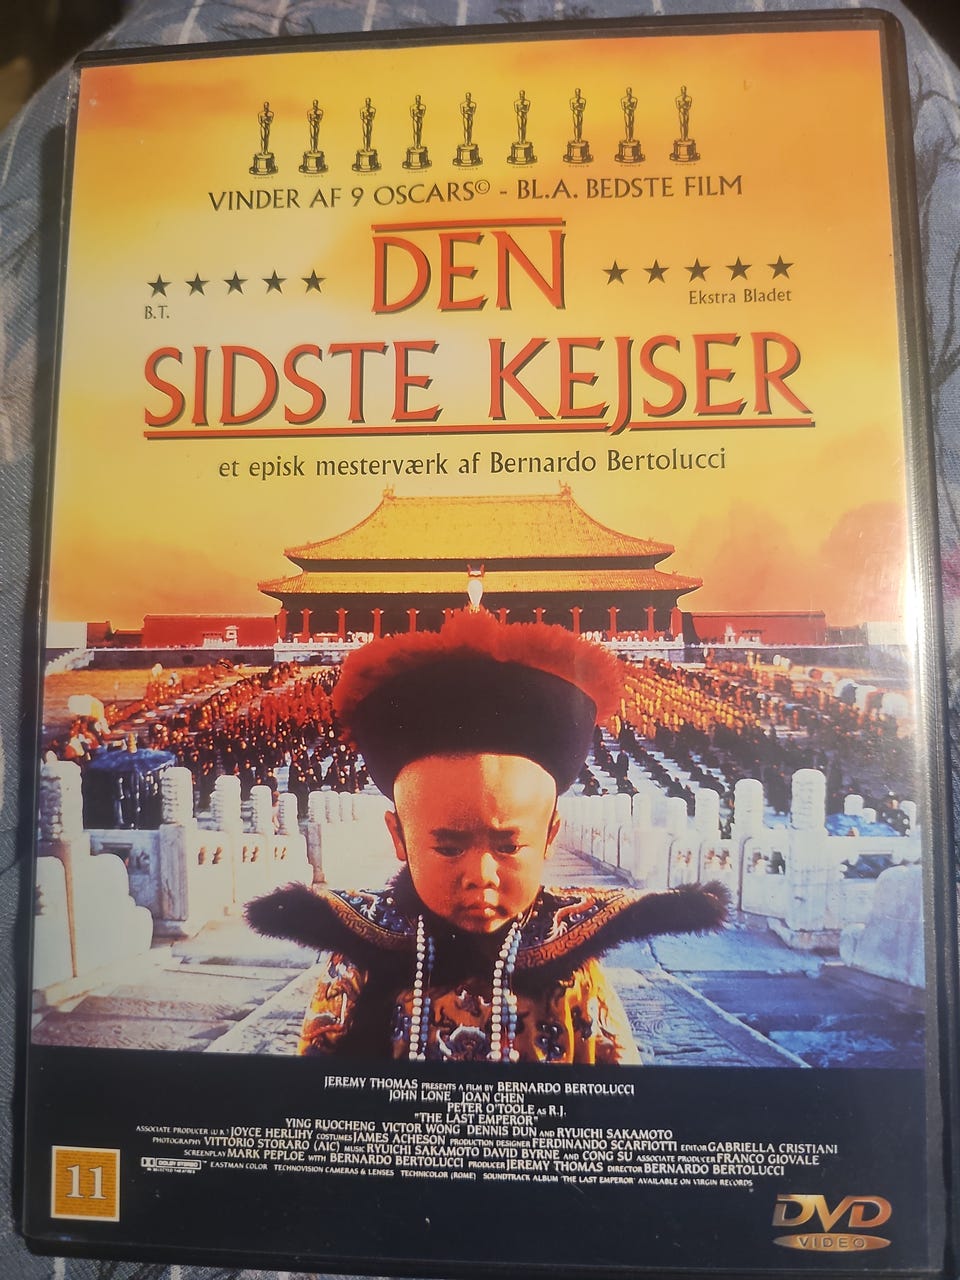 VINDER AF 9 OSCARS© - BL.A. BEDSTE FILM
DEN
B.T.
Ekstra Bladet
SIDSTE KEJSER
et episk mesterværk af Bernardo Bertolucci
JEREMY THOMAS PRESENTS A FILM BY BERNARDO BERTOLUCCI
JOHN LONE JOAN CHEN
PETER O'TOOLE AS R.J.
"THE LAST EMPEROR"
YING RUOCHENG VICTOR WONG DENNIS DUN AND RYUICHI SAKAMOTO
ASSOCIATE PRODUCER (U.K.) JOYCE HERLIHY COSTUMES JAMES ACHESON PRODUCTION DESIGNER FERDINANDO SCARFIOTTI EDITOR GABRIELLA CRISTIANI
PHOTOGRAPHY VITTORIO STORARO (AIC) MUSIC RYUICHI SAKAMOTO DAVID BYRNE AND CONG SU ASSOCIATE PRODUCER FRANCO GIOVALE
SCREENPLAY MARK PEPLOE WITH BERNARDO BERTOLUCCI PRODUCER JEREMY THOMAS DIRECTOR BERNARDO BERTOLUCCI
DOLBY STEREO EASTMAN COLOR TECHNOVISION CAMERAS & LENSES TECHNICOLOR (ROME) SOUNDTRACK ALBUM 'THE LAST EMPEROR' AVAILABLE ON VIRGIN RECORDS
11
DVD
VIDEO